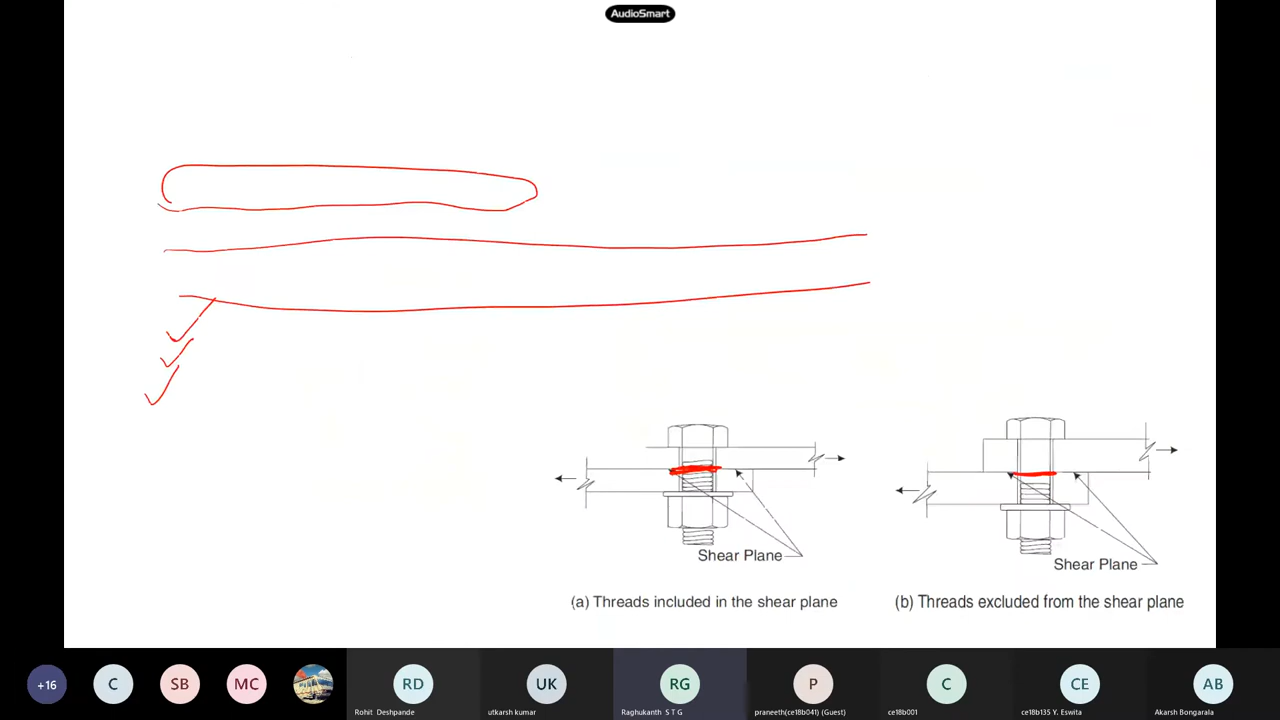 AudioSmart
Shear Plane
Shear Plane
(a) Threads included in the shear plane
(b) Threads excluded from the shear plane
+16
C
SB
MC
RD
UK
RG
P
C
CE
AB
Rohit Deshpande
utkarsh kumar
Raghukanth S T G
praneeth(ce18b041) (Guest)
ce18b001
ce18b135 Y. Eswita
Akarsh Bongarala